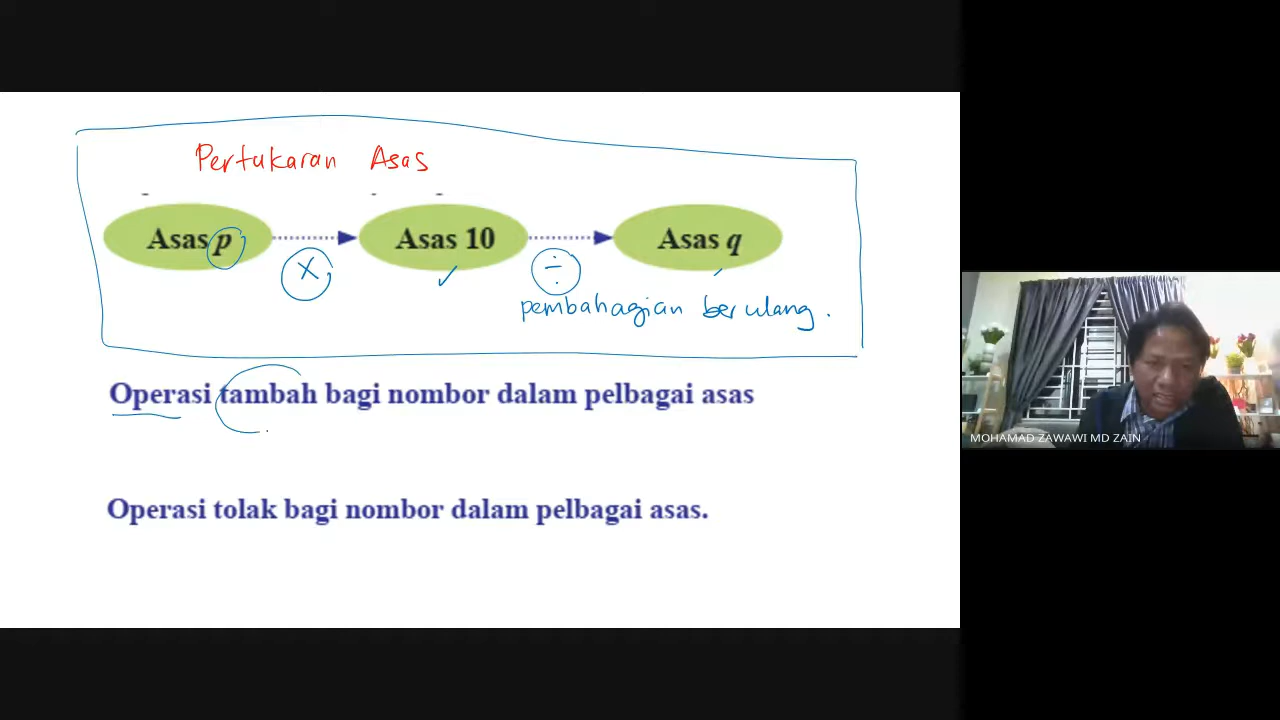 Pertukaran Asas
Asas p
Asas 10
Asas q
×
÷
pembahagian berulang.
Operasi tambah bagi nombor dalam pelbagai asas
Operasi tolak bagi nombor dalam pelbagai asas.
MOHAMAD ZAWAWI MD ZAIN